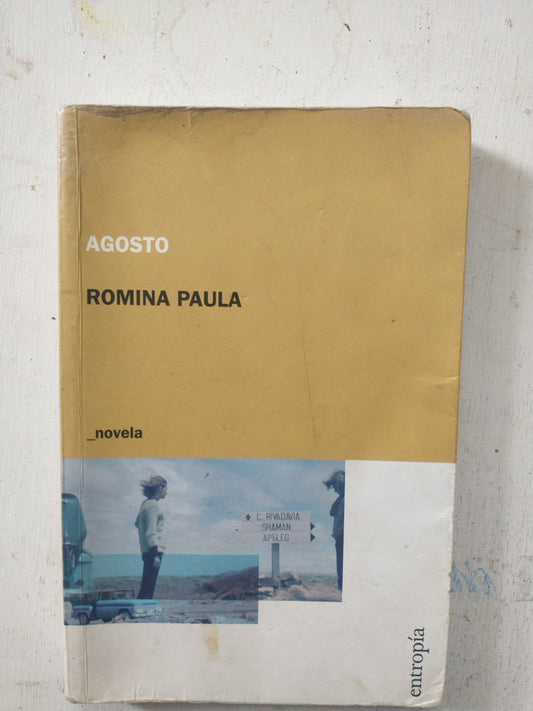 AGOSTO
ROMINA PAULA
_novela
C. RIVADAVIA
SHAMAN
APELEG
entropía